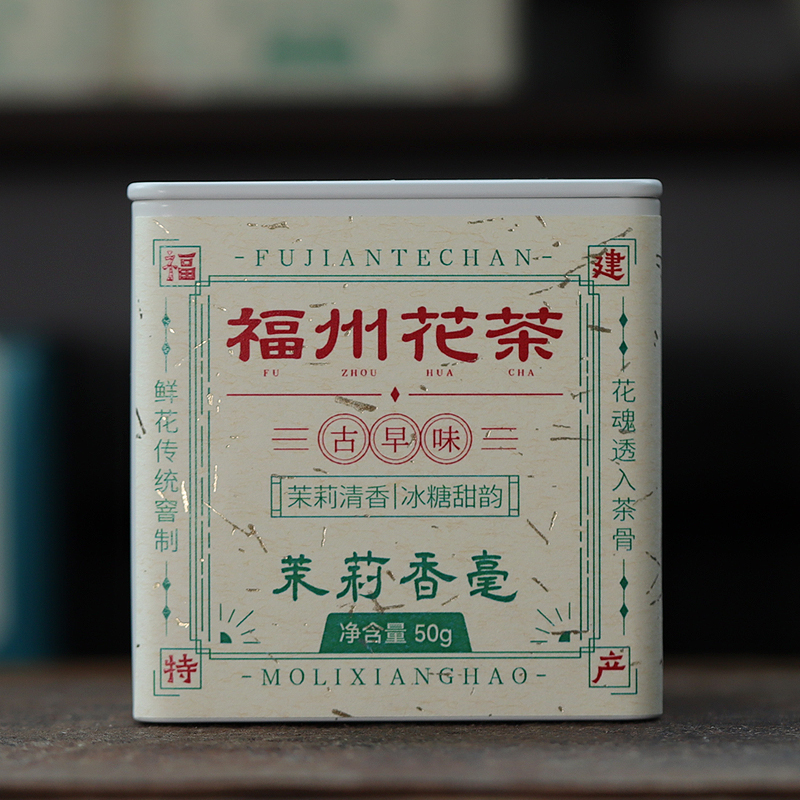 福 -FUJIANTECHAN- 建
福州花茶
FU ZHOU HUA CHA
古早味
茉莉清香|冰糖甜韵
茉莉香毫
净含量 50g
鲜花传统窨制
花魂透入茶骨
特 -MOLIXIANGHAO- 产